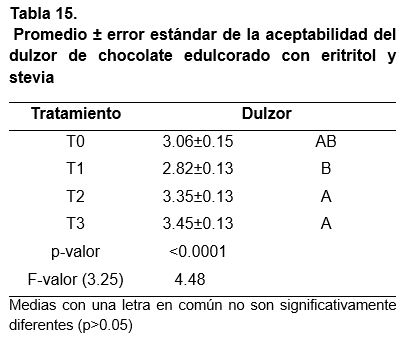 Tabla 15.
Promedio ± error estándar de la aceptabilidad del
dulzor de chocolate edulcorado con eritritol y
stevia
Tratamiento Dulzor
T0 3.06±0.15 AB
T1 2.82±0.13 B
T2 3.35±0.13 A
T3 3.45±0.13 A
p-valor <0.0001
F-valor (3.25) 4.48
Medias con una letra en común no son significativamente
diferentes (p>0.05)